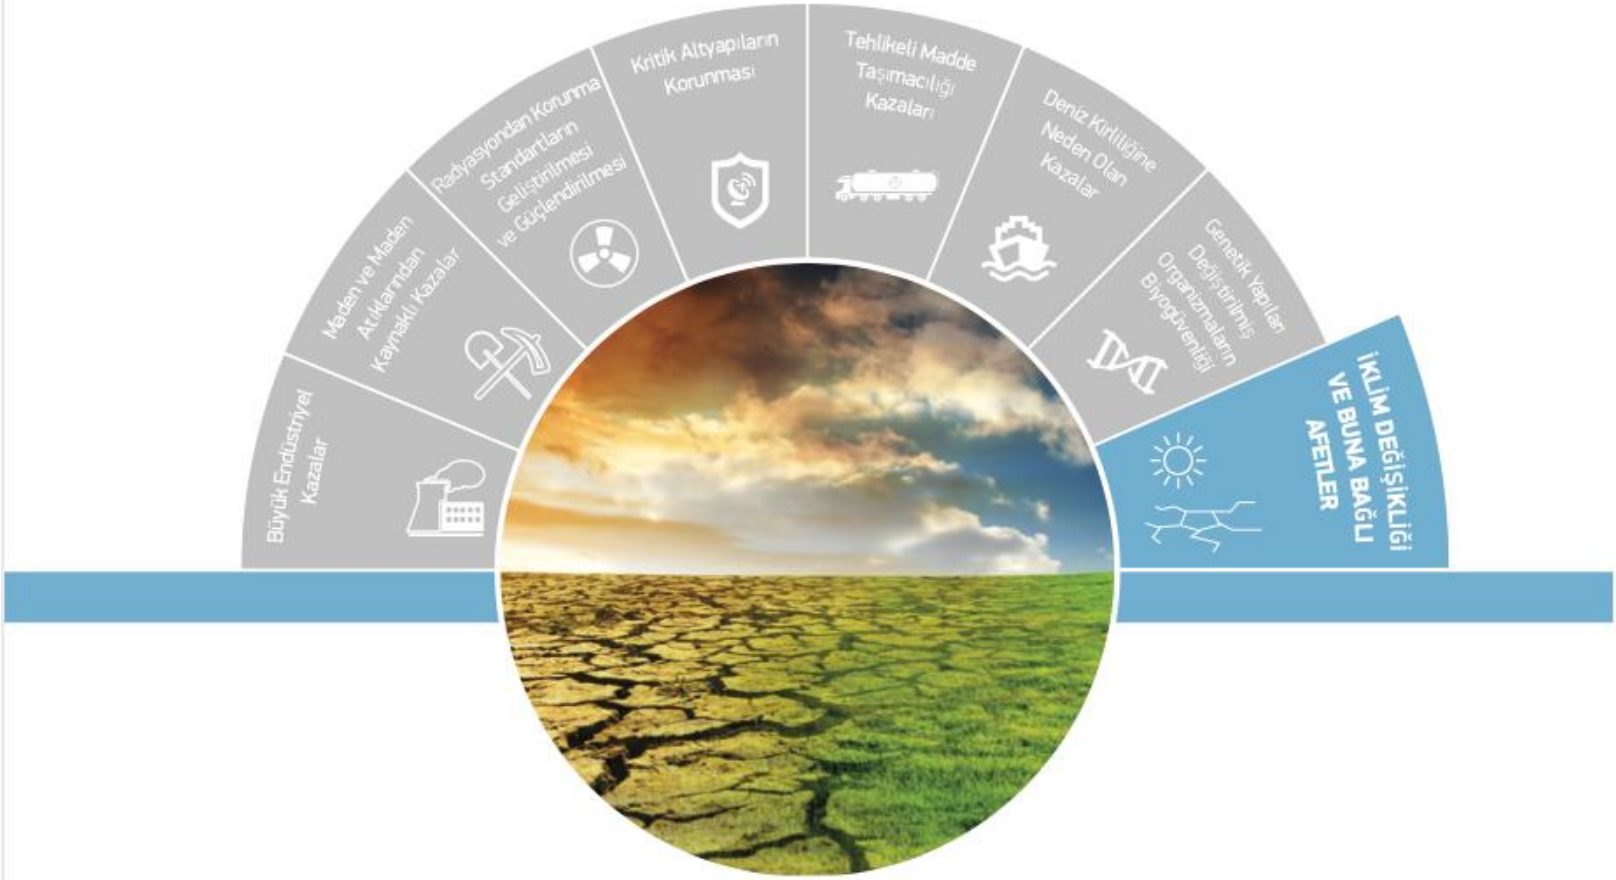 Büyük Endüstriyel
Kazalar
Maden ve Maden
Atıklarından
Kaynaklı Kazalar
Radyasyondan Korunma
Standartların
Geliştirilmesi
ve Güçlendirilmesi
Kritik Altyapıların
Korunması
Tehlikeli Madde
Taşımacılığı
Kazaları
Deniz Kirliliğine
Neden Olan
Kazalar
Genetik Yapıları
Değiştirilmiş
Organizmaların
Biyogüvenliği
İKLİM DEĞİŞİKLİĞİ
VE BUNA BAĞLI
AFETLER